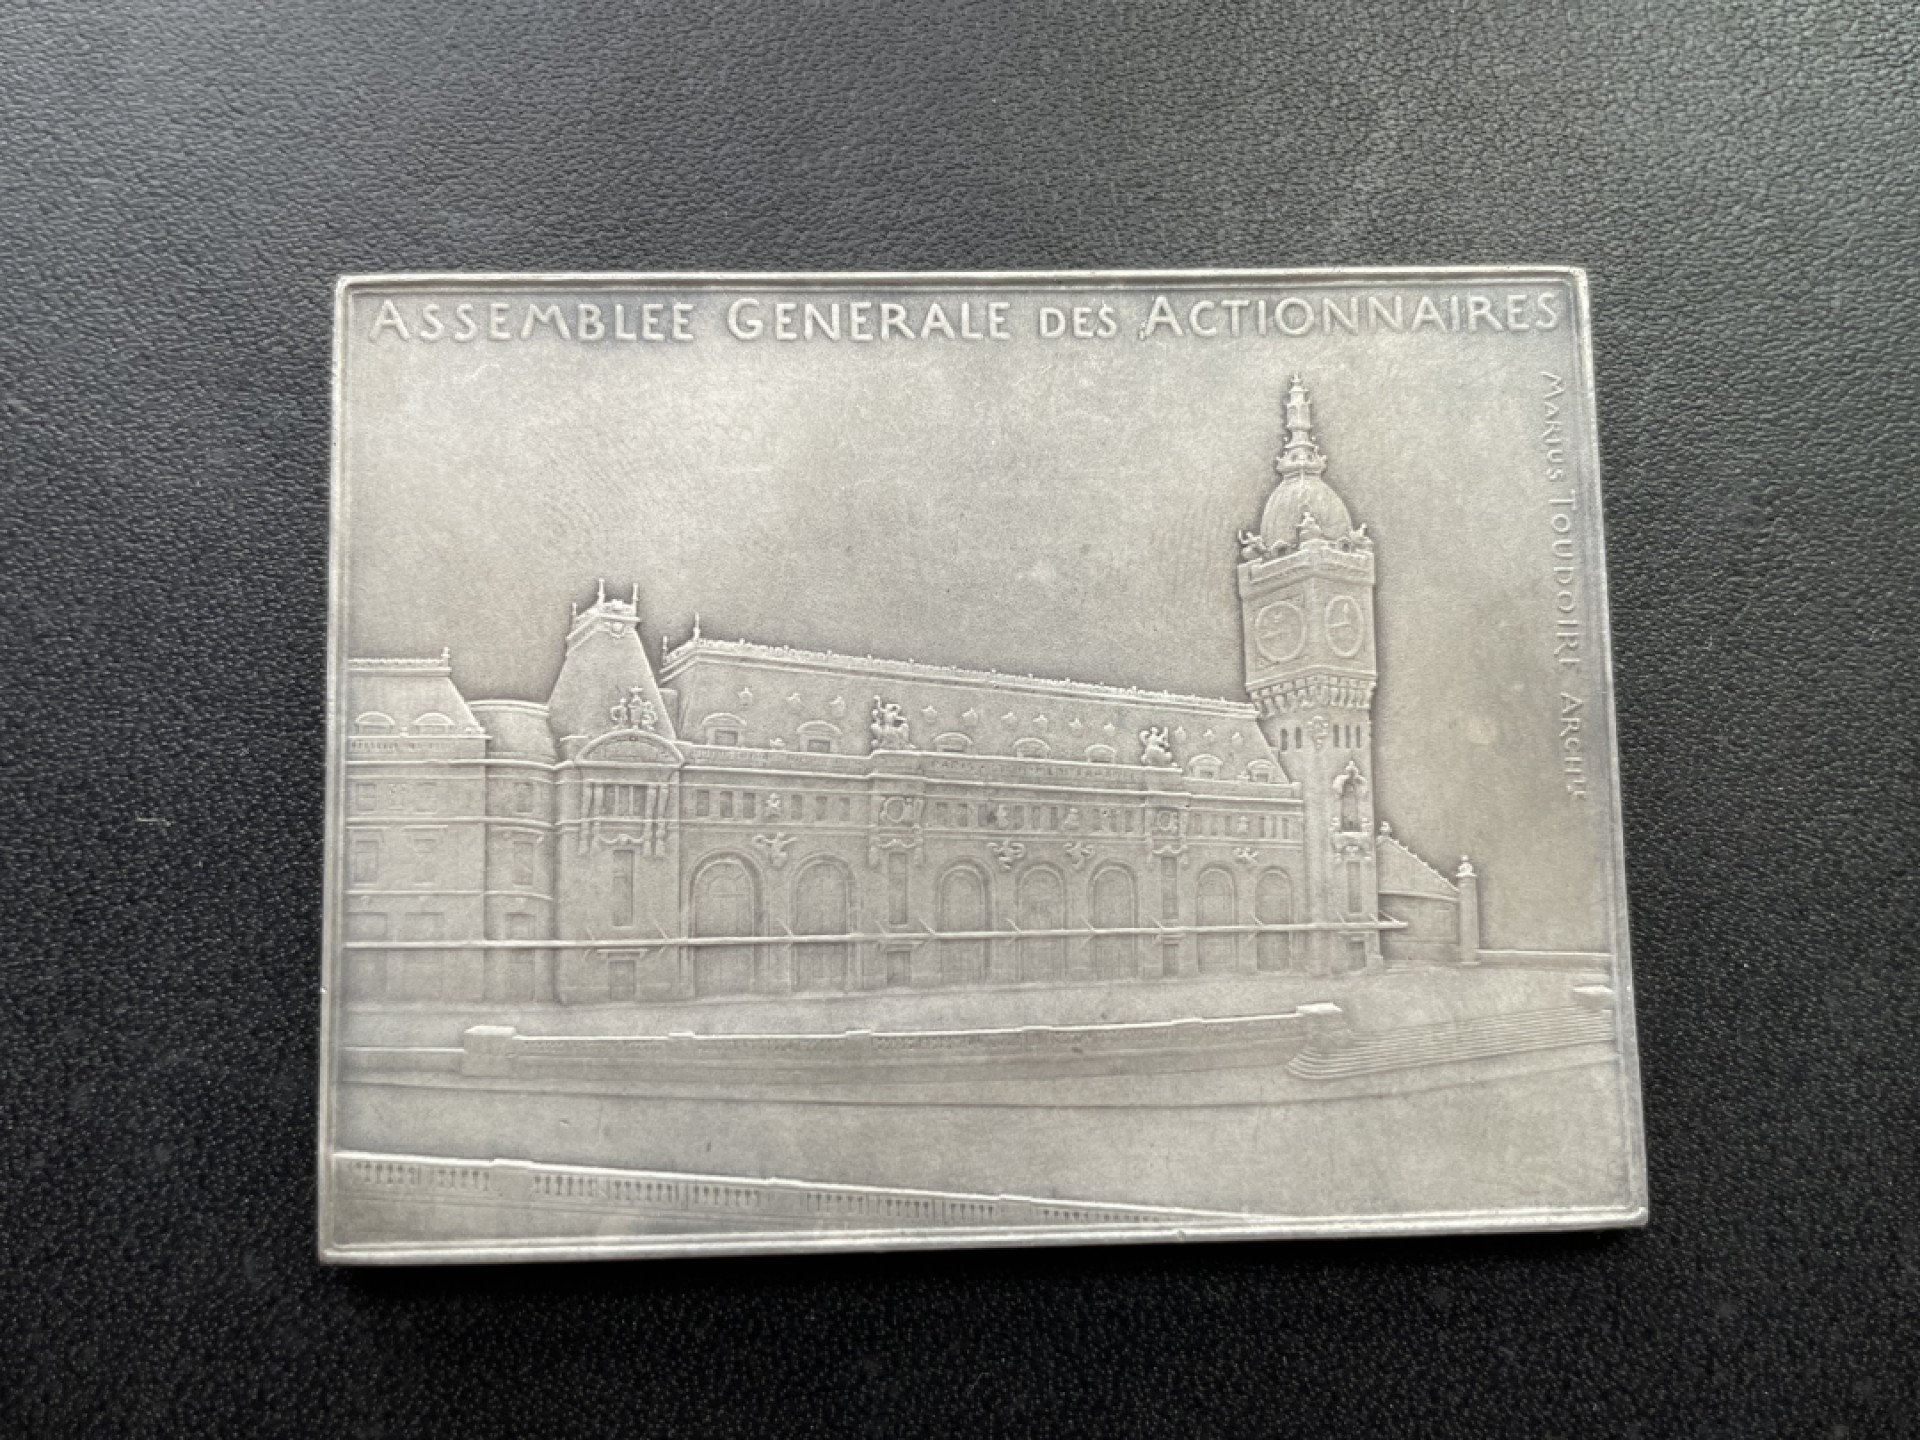 ASSEMBLEE GENERALE DES ACTIONNAIRES
MARIUS TOUDOIRE ARCHTE